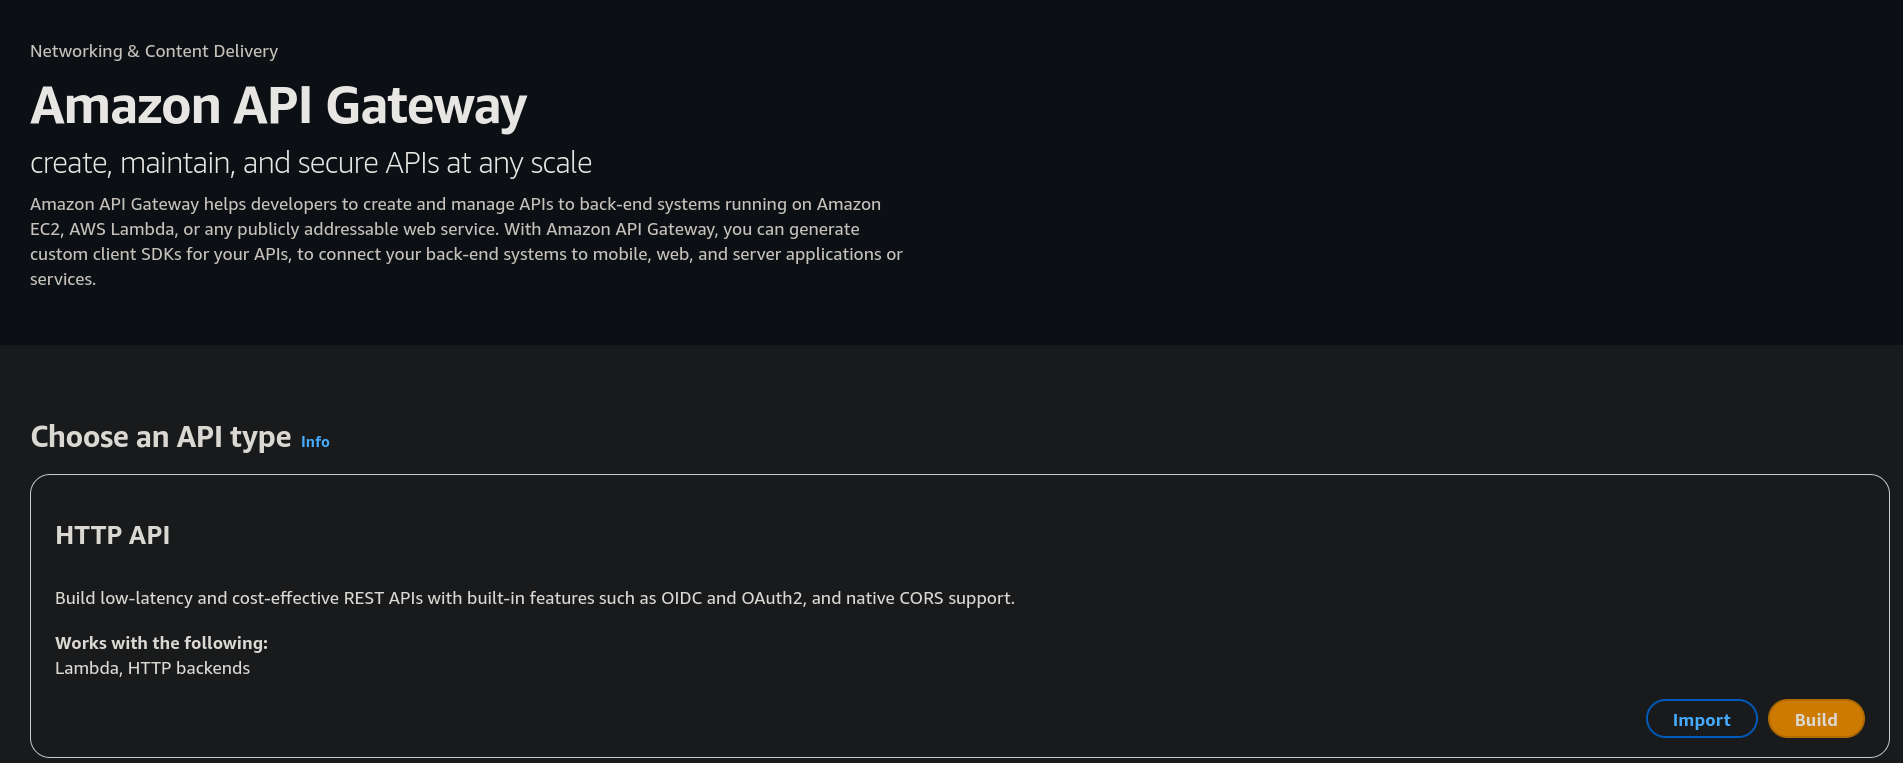 Networking & Content Delivery
Amazon API Gateway
create, maintain, and secure APIs at any scale
Amazon API Gateway helps developers to create and manage APIs to back-end systems running on Amazon
EC2, AWS Lambda, or any publicly addressable web service. With Amazon API Gateway, you can generate
custom client SDKs for your APIs, to connect your back-end systems to mobile, web, and server applications or
services.
Choose an API type Info
HTTP API
Build low-latency and cost-effective REST APIs with built-in features such as OIDC and OAuth2, and native CORS support.
Works with the following:
Lambda, HTTP backends
Import Build